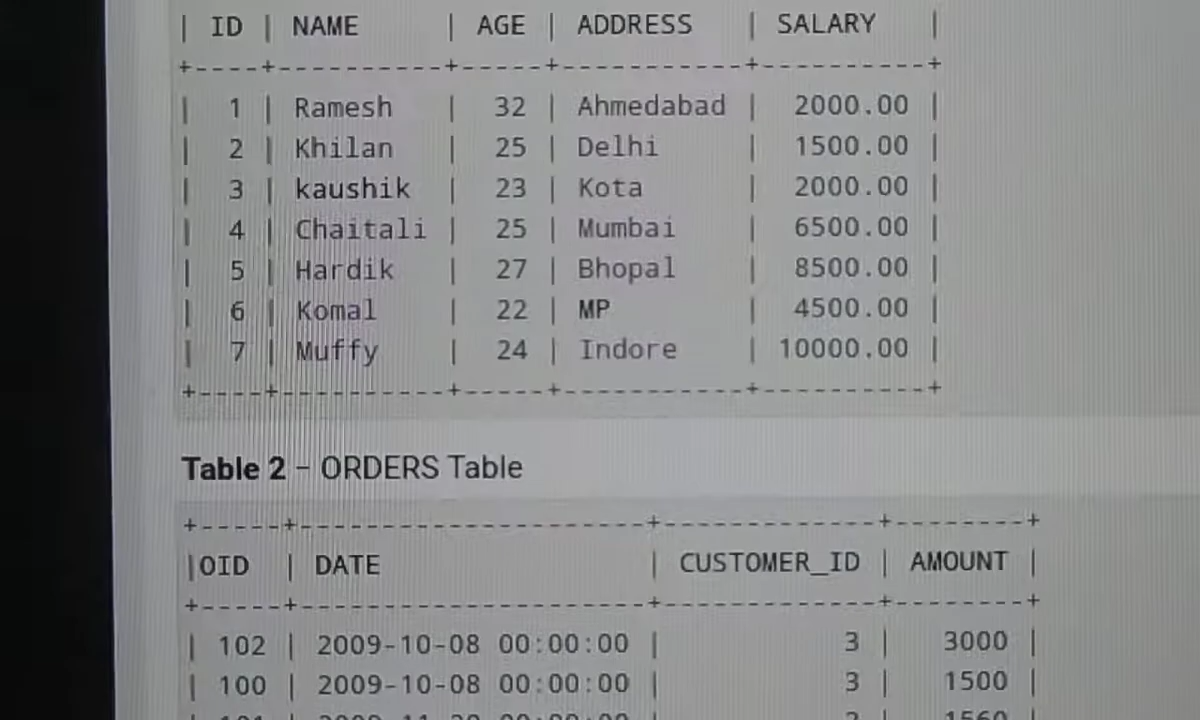 | ID | NAME     | AGE | ADDRESS   | SALARY   |
+----+----------+-----+-----------+----------+
|  1 | Ramesh   |  32 | Ahmedabad |  2000.00 |
|  2 | Khilan   |  25 | Delhi     |  1500.00 |
|  3 | kaushik  |  23 | Kota      |  2000.00 |
|  4 | Chaitali |  25 | Mumbai    |  6500.00 |
|  5 | Hardik   |  27 | Bhopal    |  8500.00 |
|  6 | Komal    |  22 | MP        |  4500.00 |
|  7 | Muffy    |  24 | Indore    | 10000.00 |
+----+----------+-----+-----------+----------+
Table 2 – ORDERS Table
+-----+---------------------+-------------+--------+
|OID  | DATE                | CUSTOMER_ID | AMOUNT |
+-----+---------------------+-------------+--------+
| 102 | 2009-10-08 00:00:00 |           3 |   3000 |
| 100 | 2009-10-08 00:00:00 |           3 |   1500 |